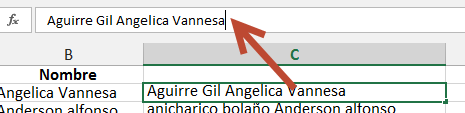 fx Aguirre Gil Angelica Vannesa
B C
Nombre
Angelica Vannesa Aguirre Gil Angelica Vannesa
Anderson alfonso anicharico bolaño Anderson alfonso